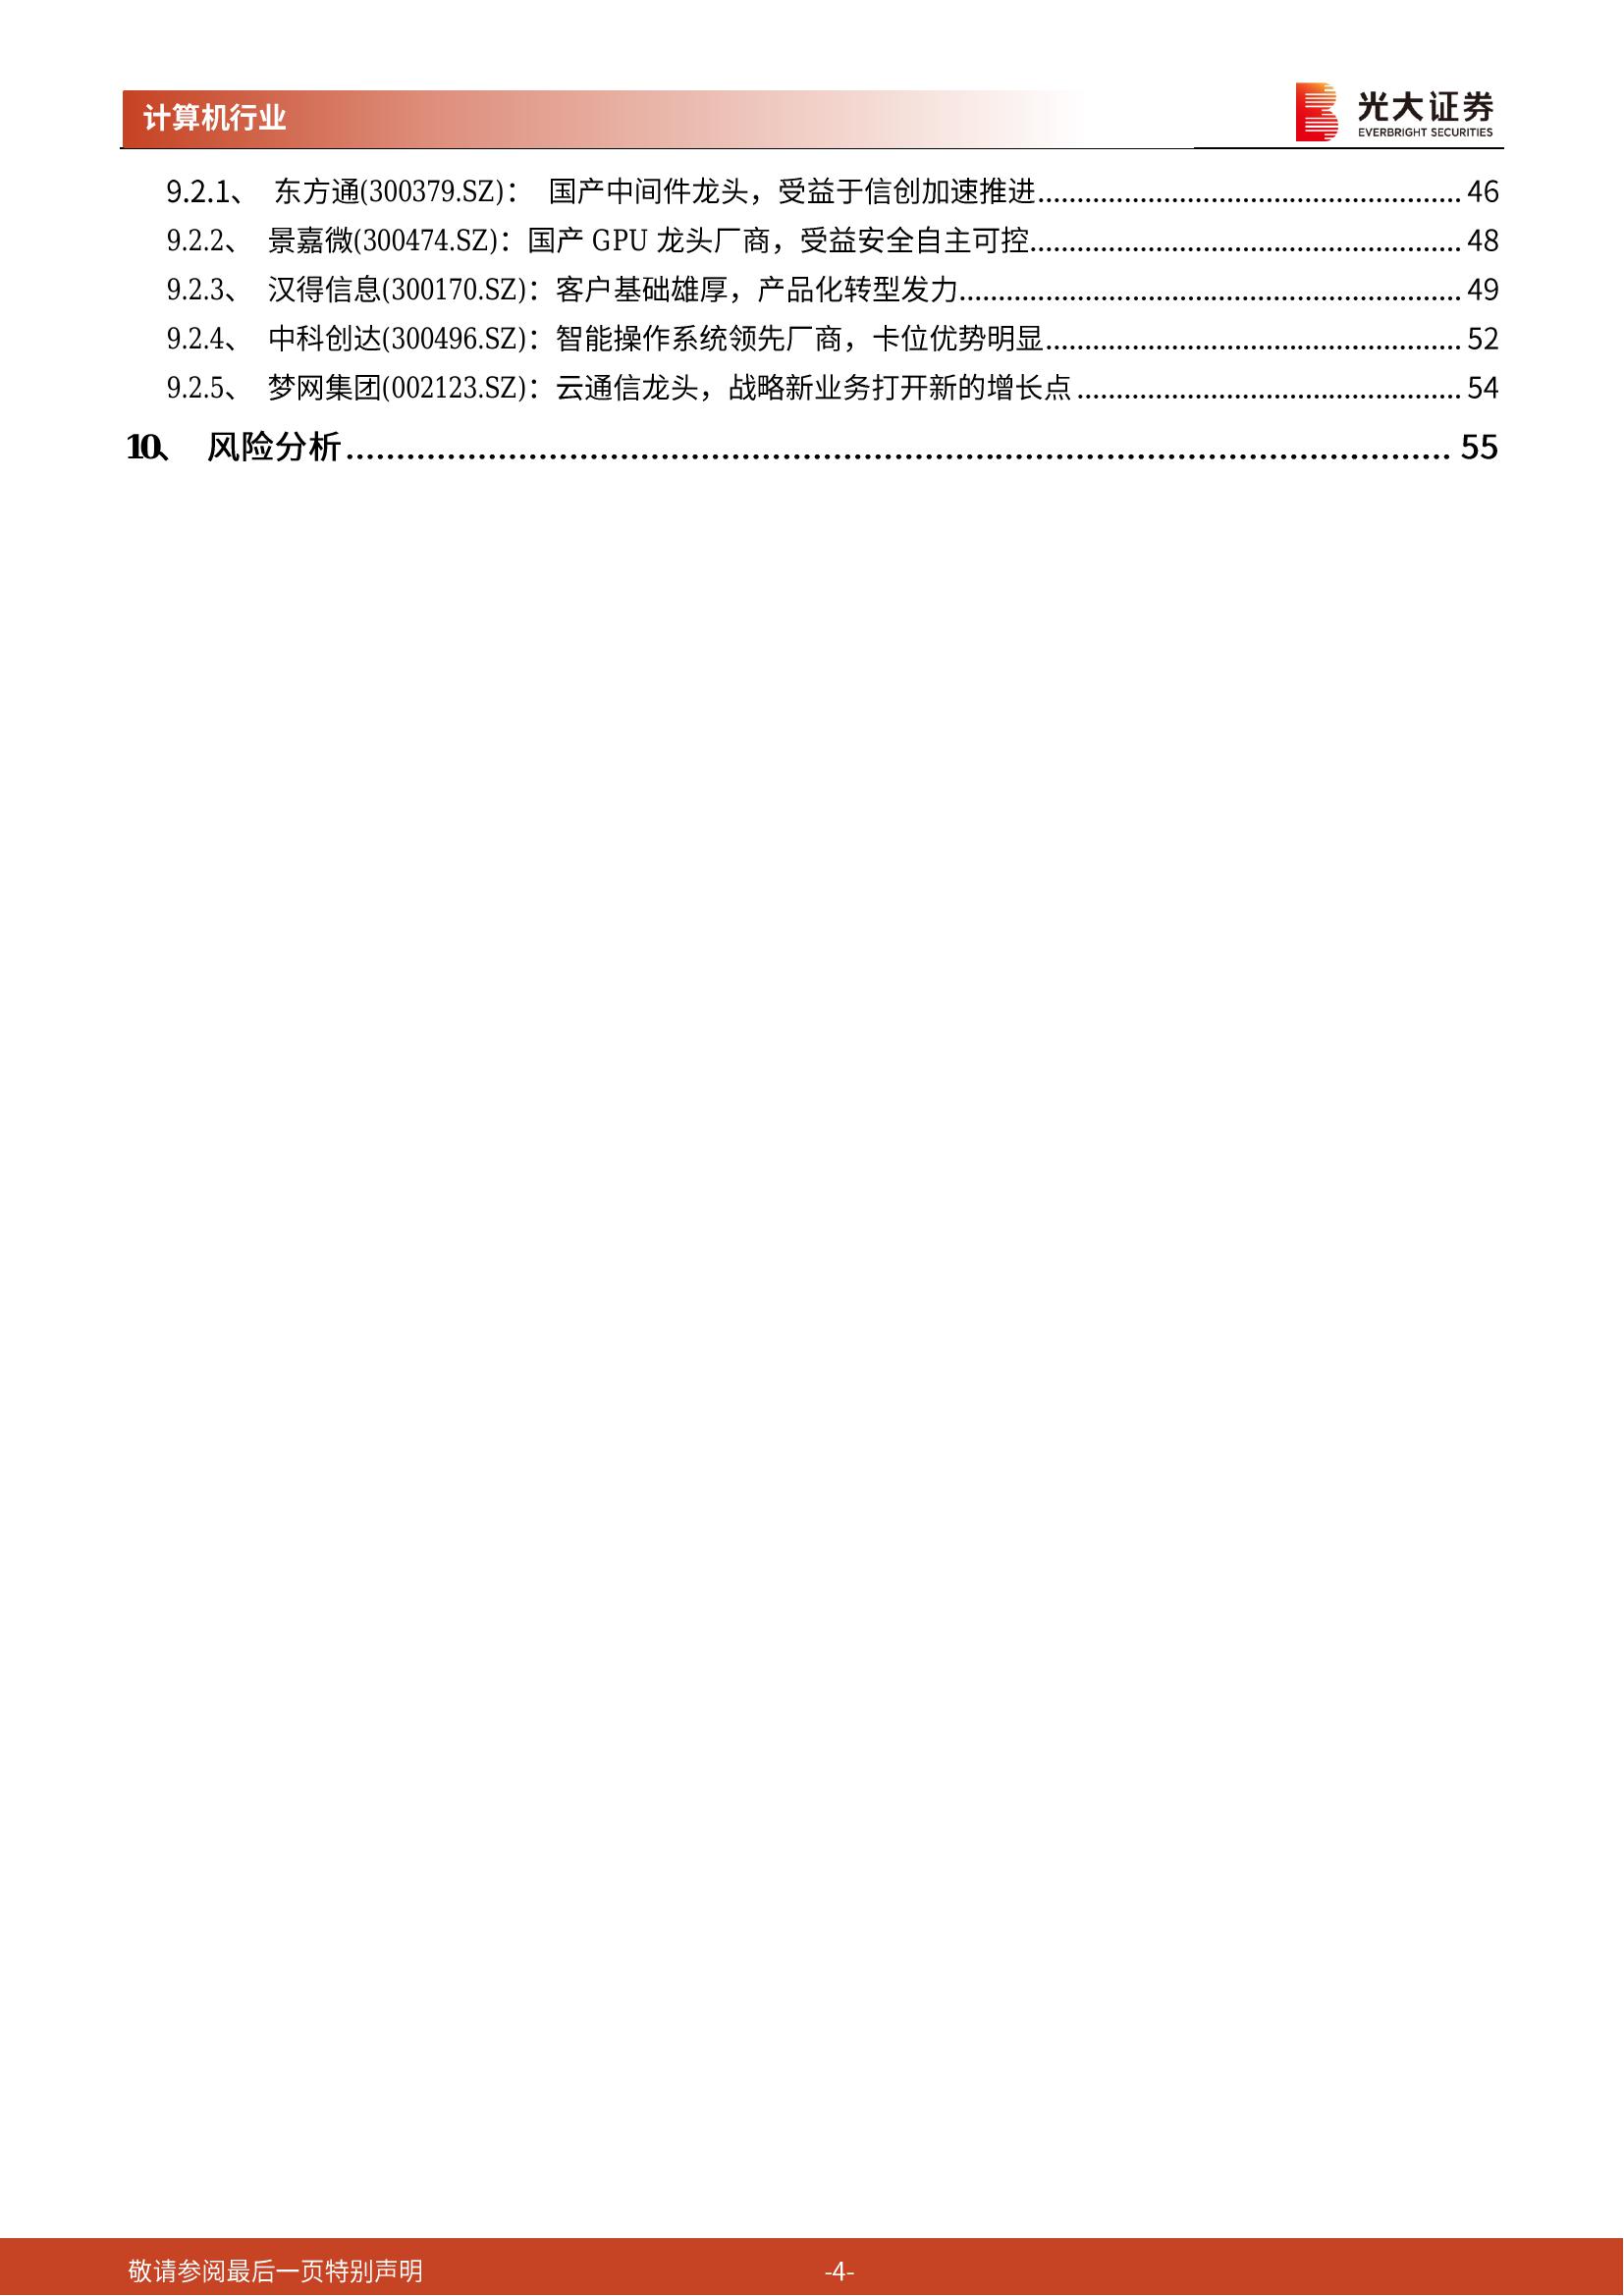 计算机行业
光大证券
EVERBRIGHT SECURITIES
9.2.1、 东方通(300379.SZ)： 国产中间件龙头，受益于信创加速推进...................................................... 46
9.2.2、 景嘉微(300474.SZ)：国产 GPU 龙头厂商，受益安全自主可控....................................................... 48
9.2.3、 汉得信息(300170.SZ)：客户基础雄厚，产品化转型发力................................................................ 49
9.2.4、 中科创达(300496.SZ)：智能操作系统领先厂商，卡位优势明显..................................................... 52
9.2.5、 梦网集团(002123.SZ)：云通信龙头，战略新业务打开新的增长点 ................................................. 54
10、 风险分析.................................................................................................. 55
敬请参阅最后一页特别声明
-4-